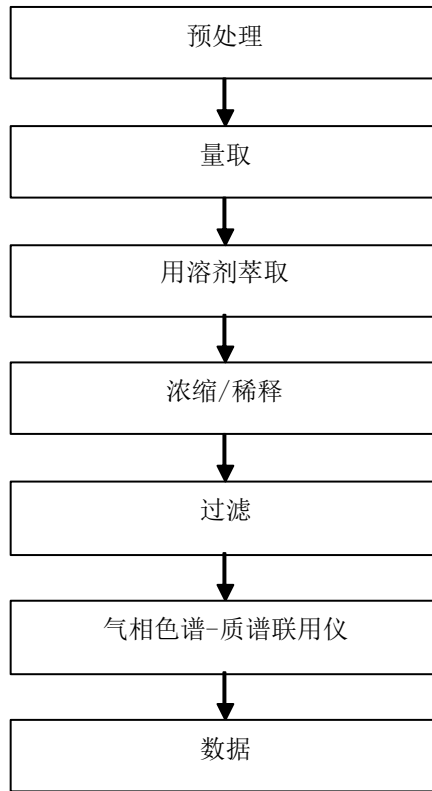 预处理
量取
用溶剂萃取
浓缩/稀释
过滤
气相色谱-质谱联用仪
数据